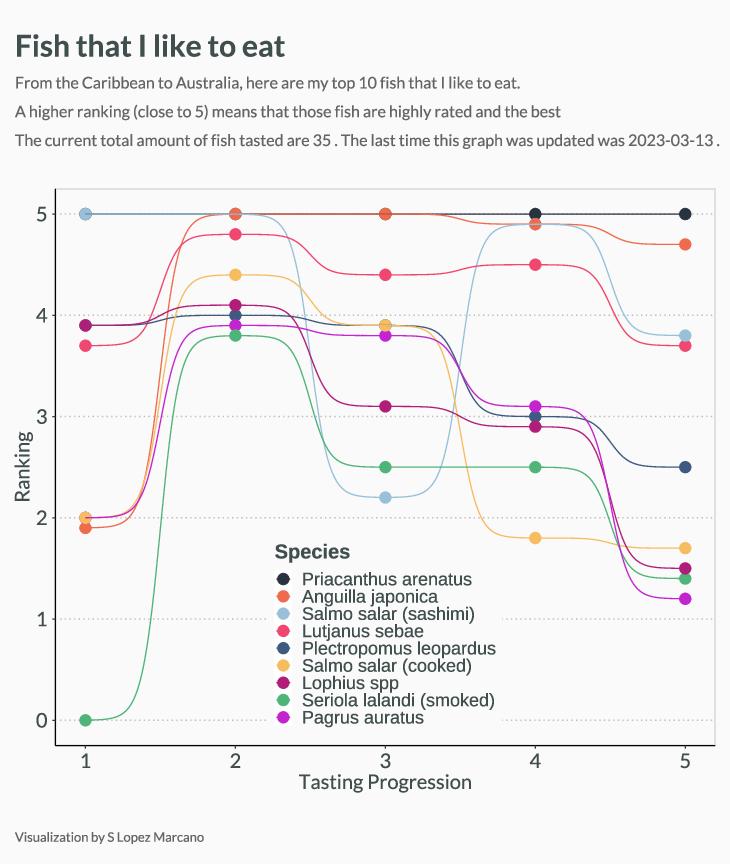 Fish that I like to eat
From the Caribbean to Australia, here are my top 10 fish that I like to eat.
A higher ranking (close to 5) means that those fish are highly rated and the best
The current total amount of fish tasted are 35 . The last time this graph was updated was 2023-03-13 .
5
4
3
2
1
0
Ranking
Species
Priacanthus arenatus
Anguilla japonica
Salmo salar (sashimi)
Lutjanus sebae
Plectropomus leopardus
Salmo salar (cooked)
Lophius spp
Seriola lalandi (smoked)
Pagrus auratus
1 2 3 4 5
Tasting Progression
Visualization by S Lopez Marcano